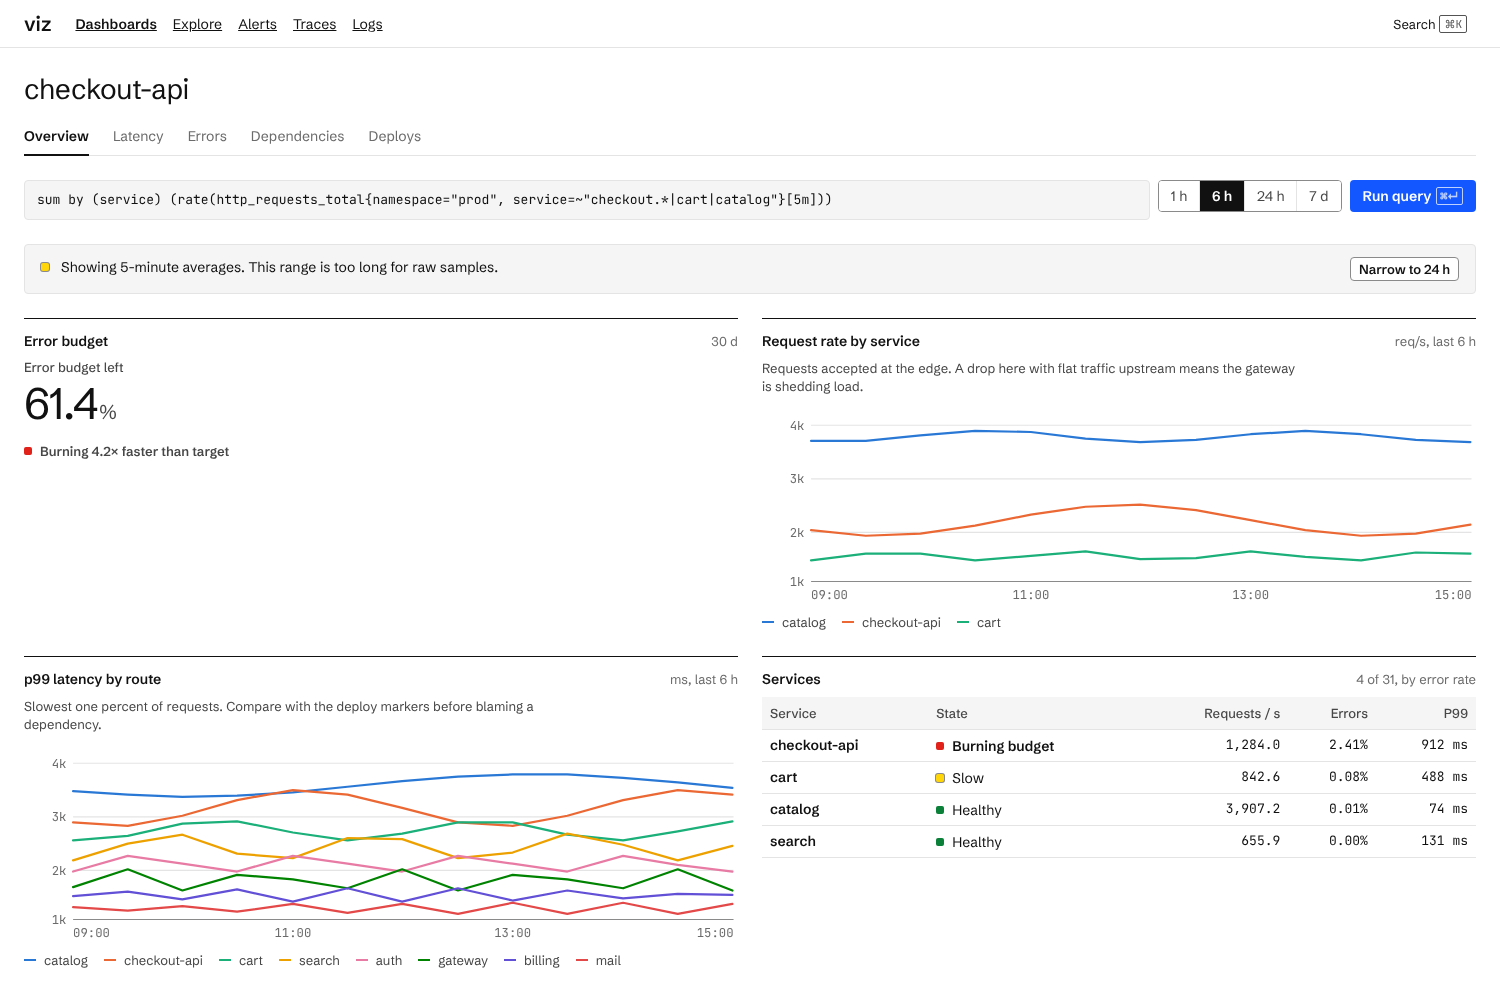 viz Dashboards Explore Alerts Traces Logs Search ⌘K
checkout-api
Overview Latency Errors Dependencies Deploys
sum by (service) (rate(http_requests_total{namespace="prod", service=~"checkout.*|cart|catalog"}[5m]))
1 h 6 h 24 h 7 d Run query ⌘↵
Showing 5-minute averages. This range is too long for raw samples. Narrow to 24 h
Error budget 30 d
Error budget left
61.4%
Burning 4.2× faster than target
Request rate by service req/s, last 6 h
Requests accepted at the edge. A drop here with flat traffic upstream means the gateway
is shedding load.
4k
3k
2k
1k
09:00 11:00 13:00 15:00
catalog checkout-api cart
p99 latency by route ms, last 6 h
Slowest one percent of requests. Compare with the deploy markers before blaming a
dependency.
4k
3k
2k
1k
09:00 11:00 13:00 15:00
catalog checkout-api cart search auth gateway billing mail
Services 4 of 31, by error rate
Service State Requests / s Errors P99
checkout-api Burning budget 1,284.0 2.41% 912 ms
cart Slow 842.6 0.08% 488 ms
catalog Healthy 3,907.2 0.01% 74 ms
search Healthy 655.9 0.00% 131 ms